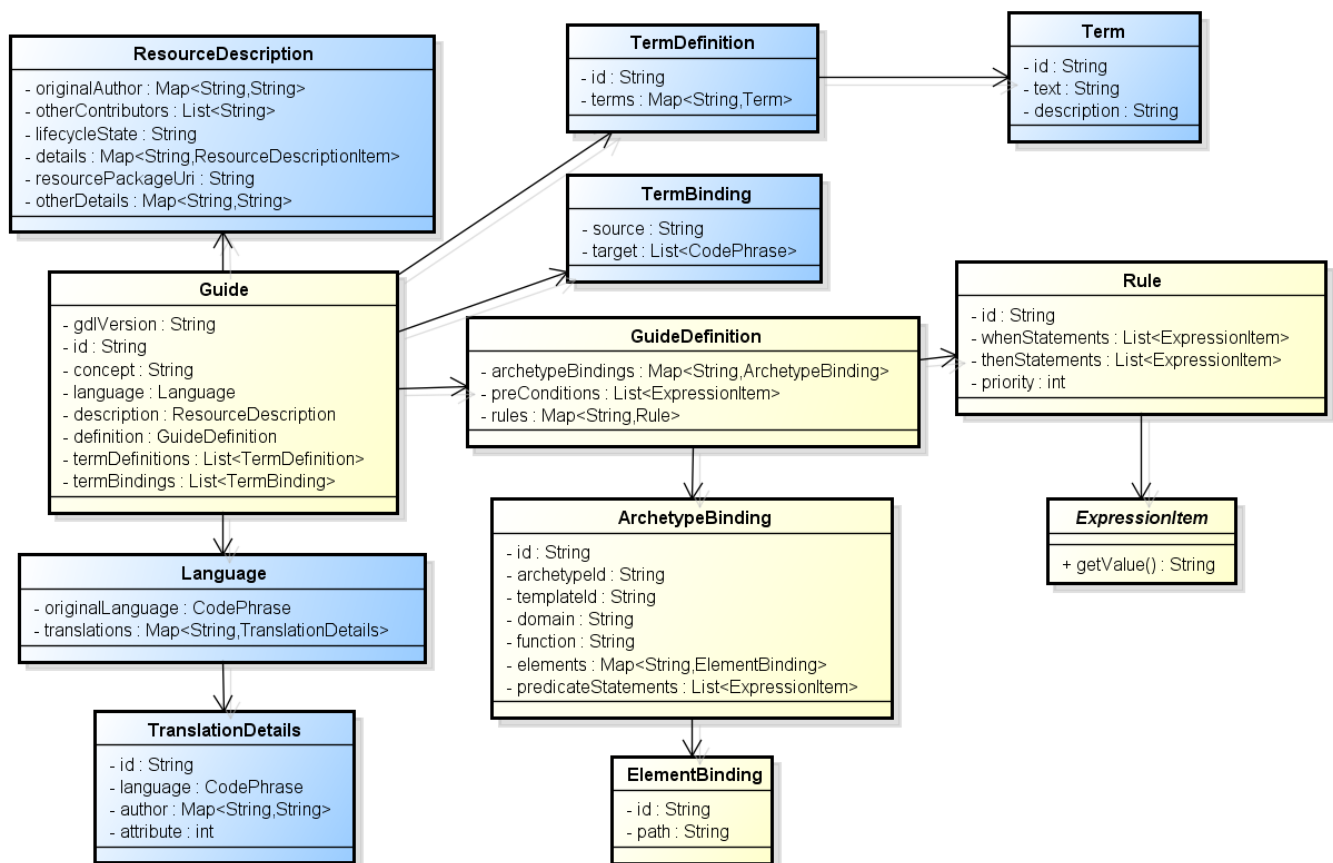 ResourceDescription
- originalAuthor : Map<String,String>
- otherContributors : List<String>
- lifecycleState : String
- details : Map<String,ResourceDescriptionItem>
- resourcePackageUri : String
- otherDetails : Map<String,String>
TermDefinition
- id : String
- terms : Map<String,Term>
Term
- id : String
- text : String
- description : String
TermBinding
- source : String
- target : List<CodePhrase>
Guide
- gdlVersion : String
- id : String
- concept : String
- language : Language
- description : ResourceDescription
- definition : GuideDefinition
- termDefinitions : List<TermDefinition>
- termBindings : List<TermBinding>
GuideDefinition
- archetypeBindings : Map<String,ArchetypeBinding>
- preConditions : List<ExpressionItem>
- rules : Map<String,Rule>
Rule
- id : String
- whenStatements : List<ExpressionItem>
- thenStatements : List<ExpressionItem>
- priority : int
ExpressionItem
+ getValue() : String
ArchetypeBinding
- id : String
- archetypeId : String
- templateId : String
- domain : String
- function : String
- elements : Map<String,ElementBinding>
- predicateStatements : List<ExpressionItem>
Language
- originalLanguage : CodePhrase
- translations : Map<String,TranslationDetails>
TranslationDetails
- id : String
- language : CodePhrase
- author : Map<String,String>
- attribute : int
ElementBinding
- id : String
- path : String